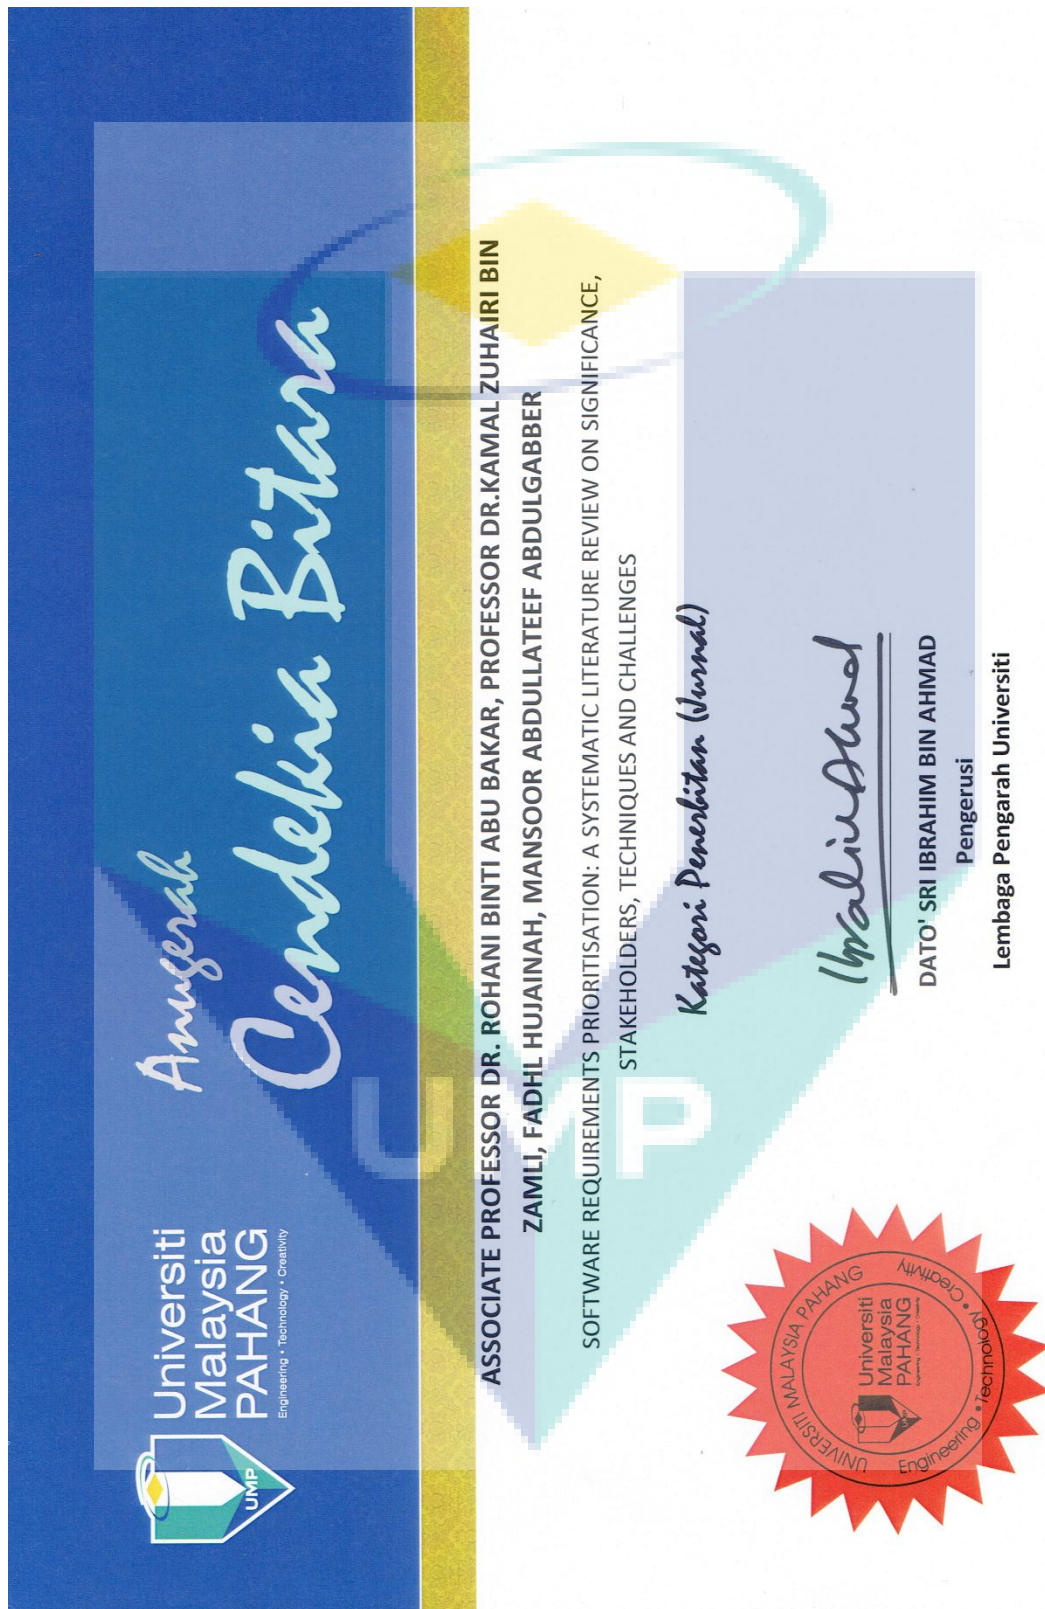 Universiti
Malaysia
PAHANG
Engineering • Technology • Creativity
UMP
Anugerah
Cendekia Bitara
ASSOCIATE PROFESSOR DR. ROHANI BINTI ABU BAKAR, PROFESSOR DR.KAMAL ZUHAIRI BIN
ZAMLI, FADHL HUJAINAH, MANSOOR ABDULLATEEF ABDULGABBER
SOFTWARE REQUIREMENTS PRIORITISATION: A SYSTEMATIC LITERATURE REVIEW ON SIGNIFICANCE,
STAKEHOLDERS, TECHNIQUES AND CHALLENGES
Kategori Penerbitan (Jurnal)
DATO' SRI IBRAHIM BIN AHMAD
Pengerusi
Lembaga Pengarah Universiti
UMP
UNIVERSITI MALAYSIA PAHANG
Engineering • Technology • Creativity
Universiti
Malaysia
PAHANG
UMP